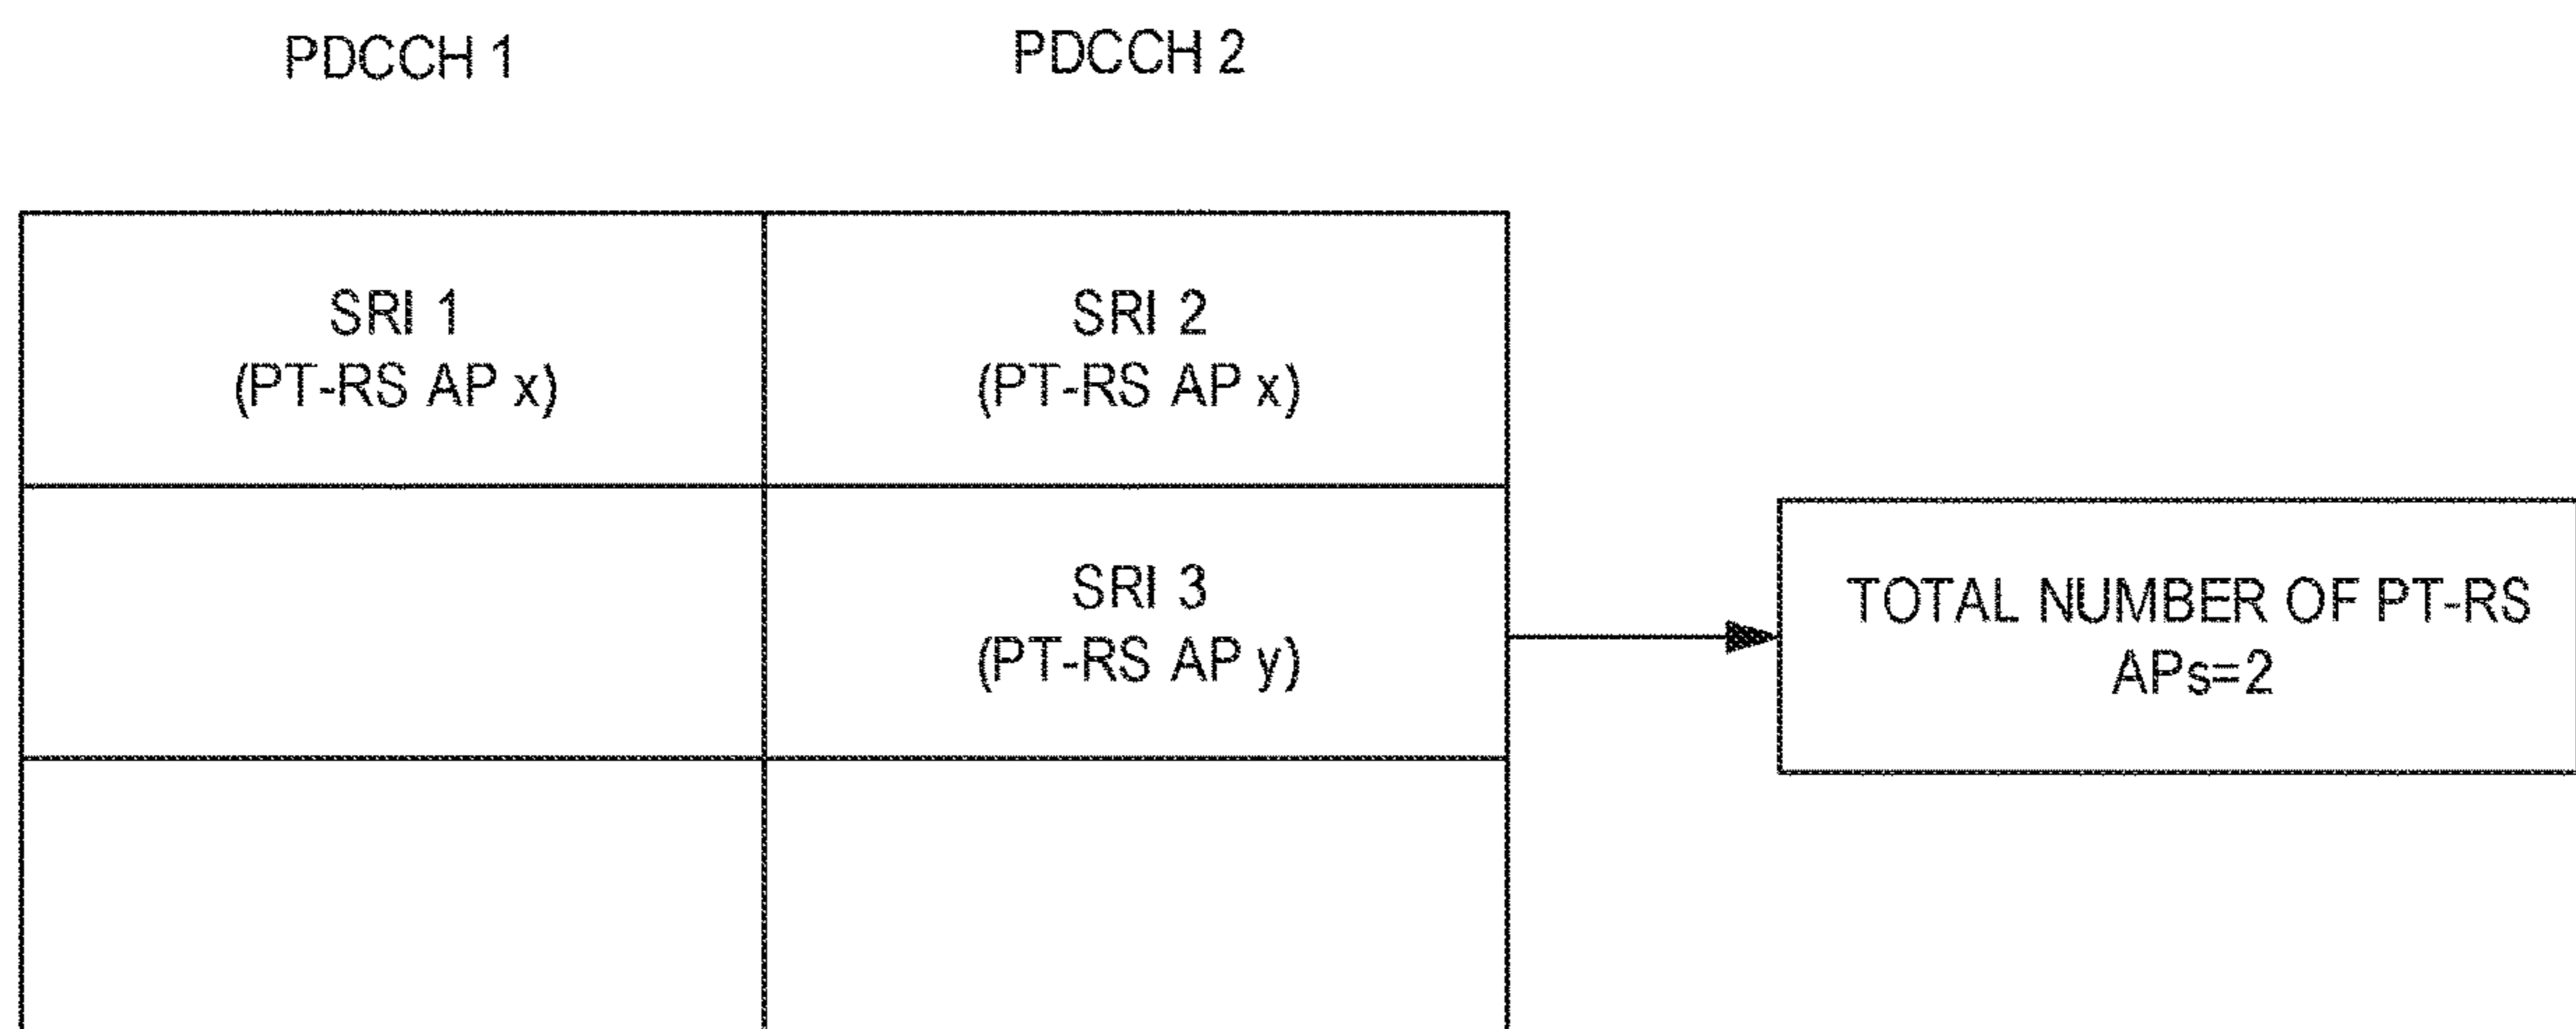 PDCCH 1
PDCCH 2
SRI 1
(PT-RS AP x)
SRI 2
(PT-RS AP x)
SRI 3
(PT-RS AP y)
TOTAL NUMBER OF PT-RS
APs=2